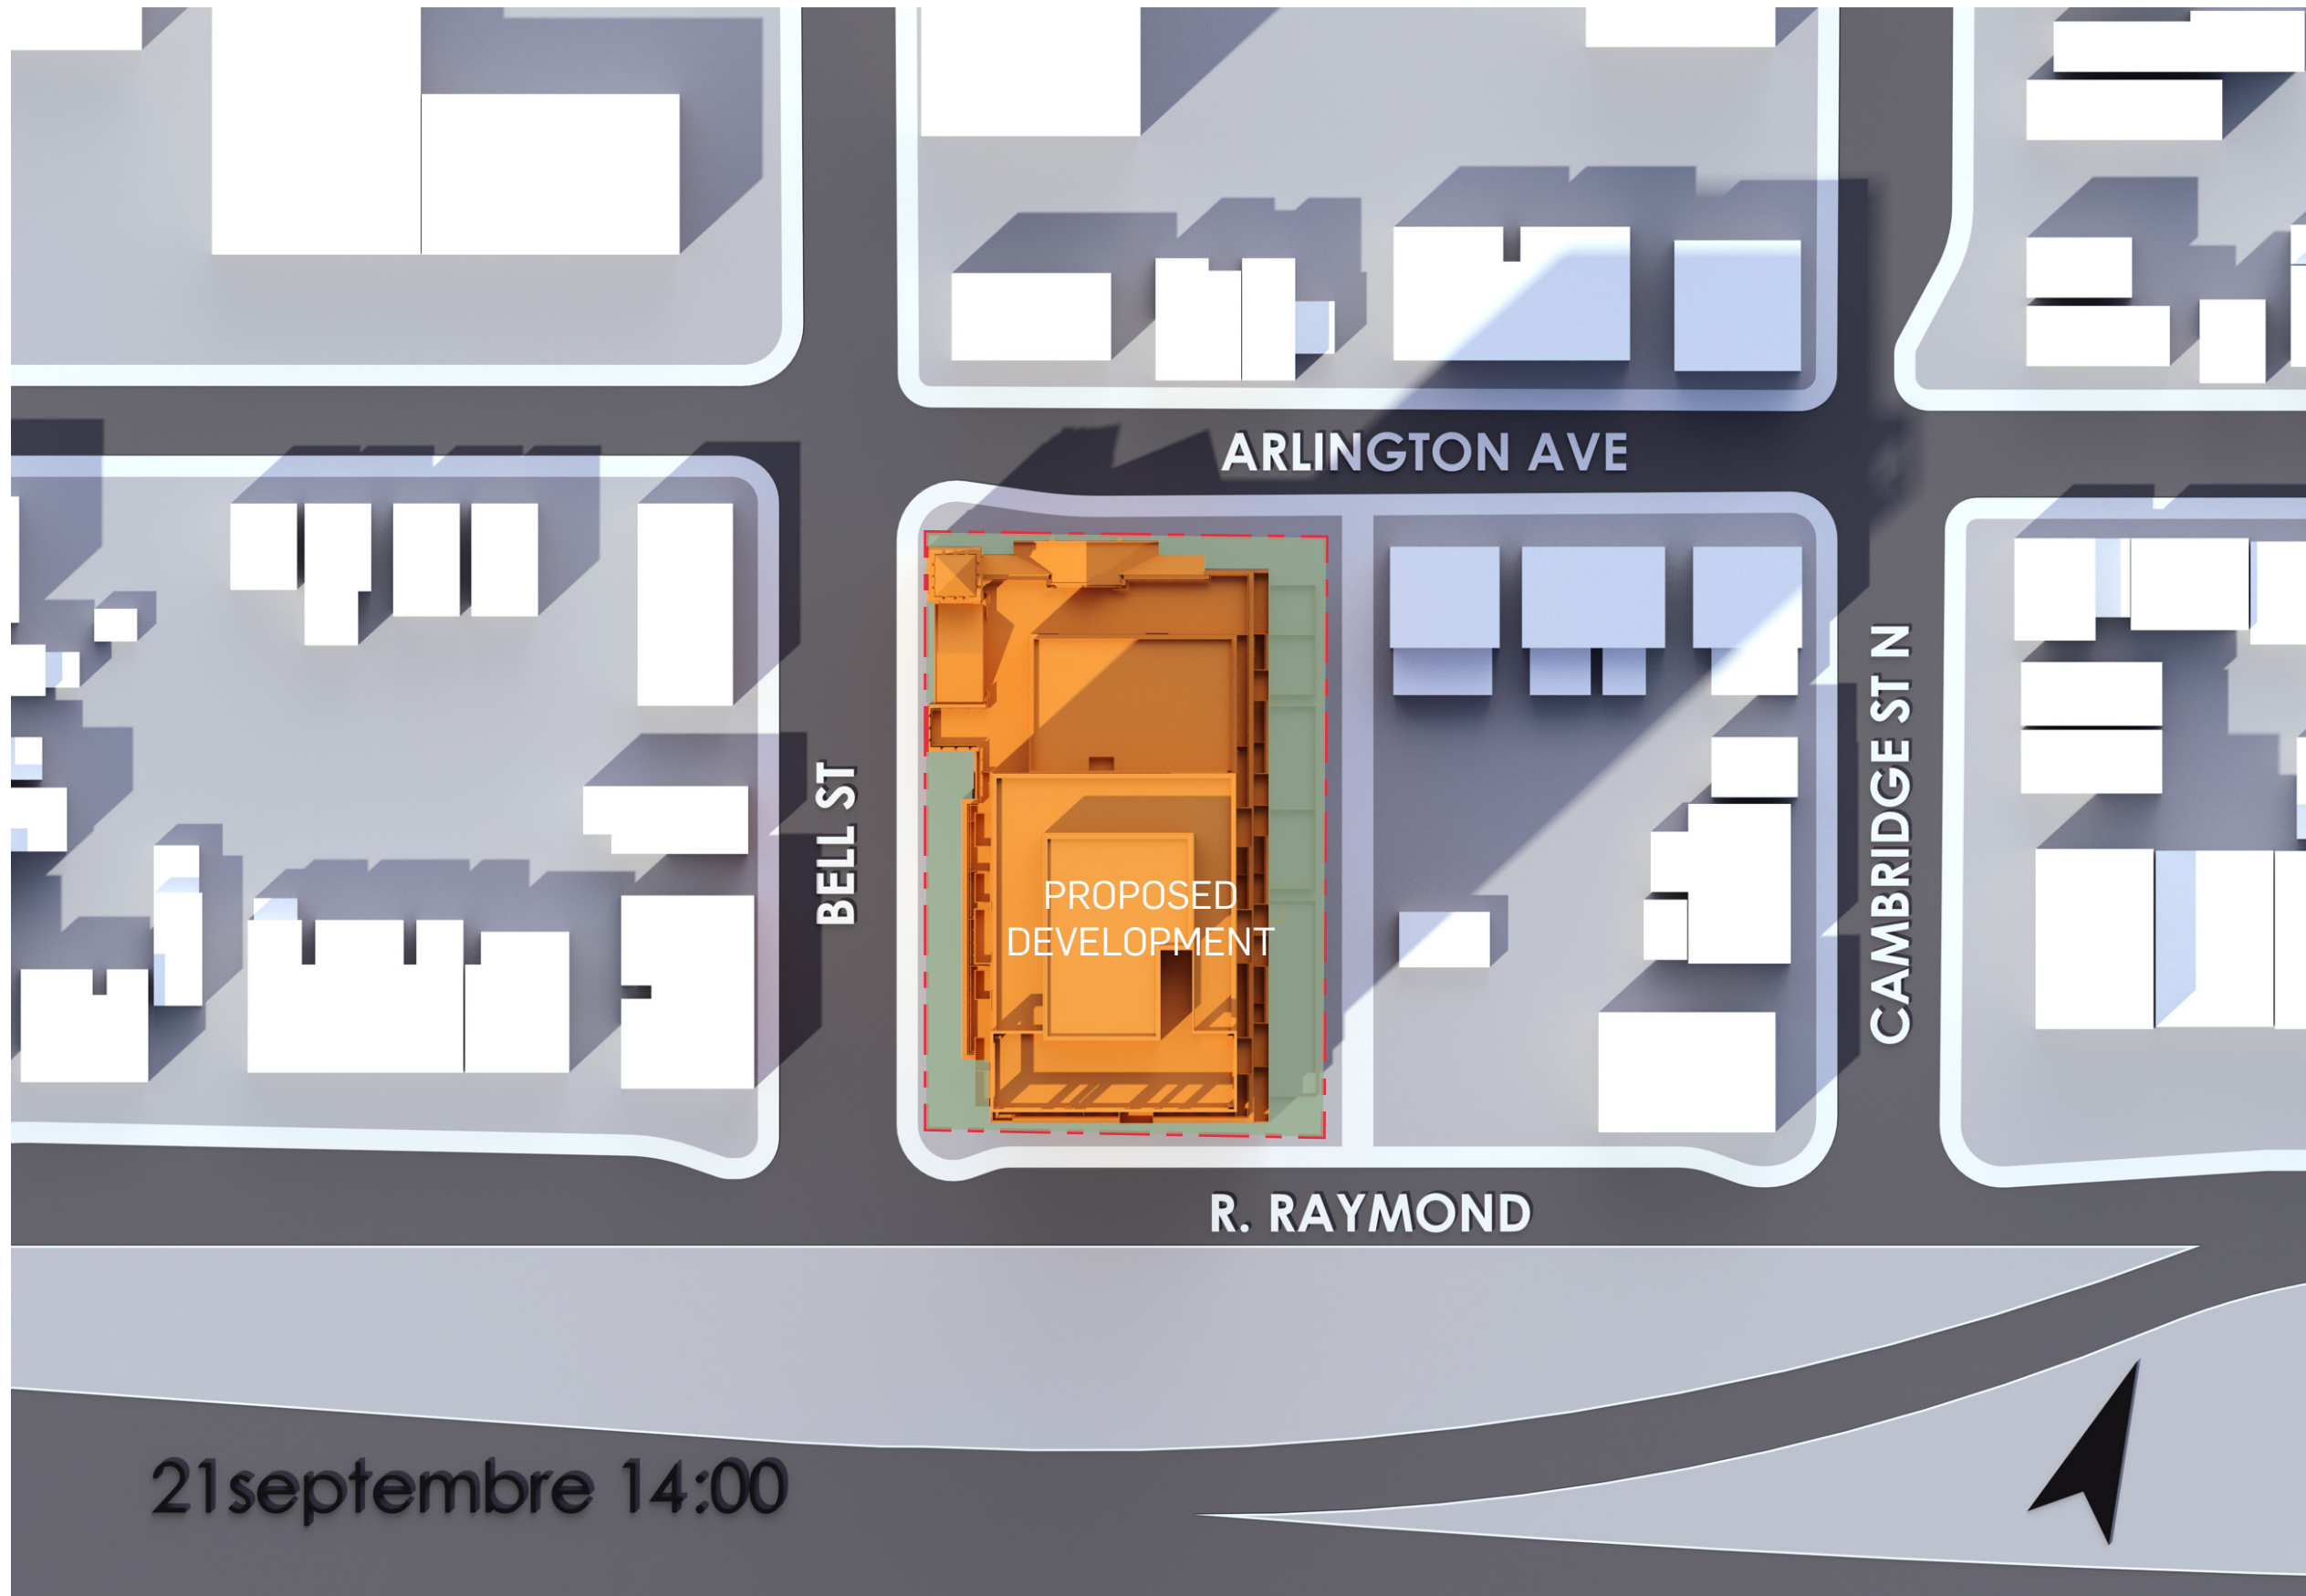 ARLINGTON AVE
BELL ST
PROPOSED
DEVELOPMENT
CAMBRIDGE ST N
R. RAYMOND
21septembre 14:00